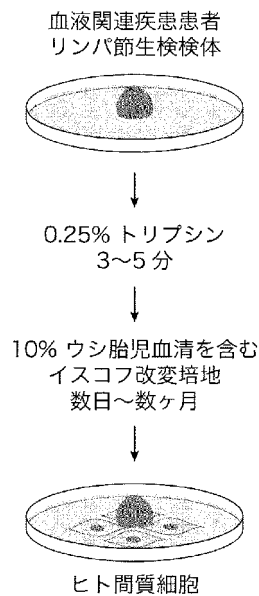 血液関連疾患患者
リンパ節生検検体
0.25% トリプシン
3〜5 分
10% ウシ胎児血清を含む
イスコフ改変培地
数日〜数ヶ月
ヒト間質細胞